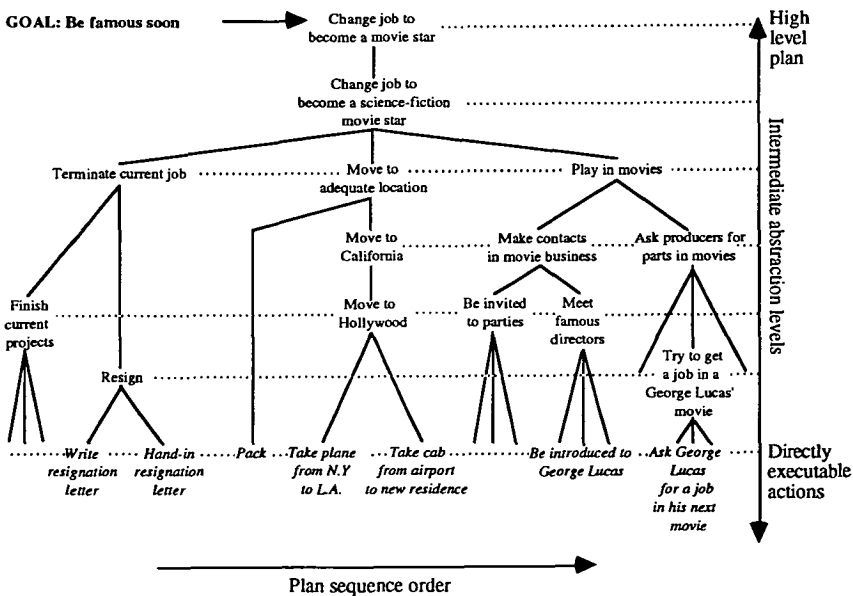 GOAL: Be famous soon
Change job to
become a movie star
High
level
plan
Change job to
become a science-fiction
movie star
Terminate current job
Move to
adequate location
Play in movies
Move to
California
Make contacts
in movie business
Ask producers for
parts in movies
Intermediate abstraction levels
Finish
current
projects
Move to
Hollywood
Be invited
to parties
Meet
famous
directors
Resign
Try to get
a job in a
George Lucas'
movie
Write
resignation
letter
Hand-in
resignation
letter
Pack
Take plane
from N.Y
to L.A.
Take cab
from airport
to new residence
Be introduced to
George Lucas
Ask George
Lucas
for a job
in his next
movie
Directly
executable
actions
Plan sequence order